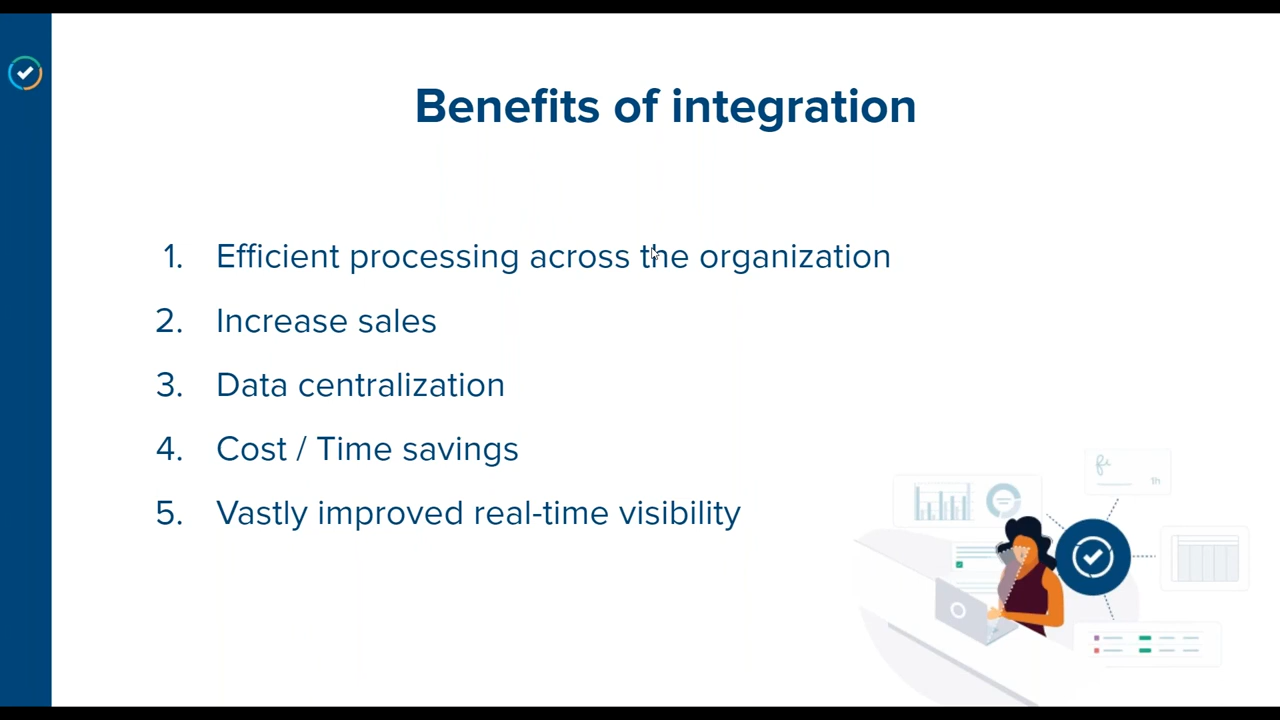 Benefits of integration
1. Efficient processing across the organization
2. Increase sales
3. Data centralization
4. Cost / Time savings
5. Vastly improved real-time visibility
1h